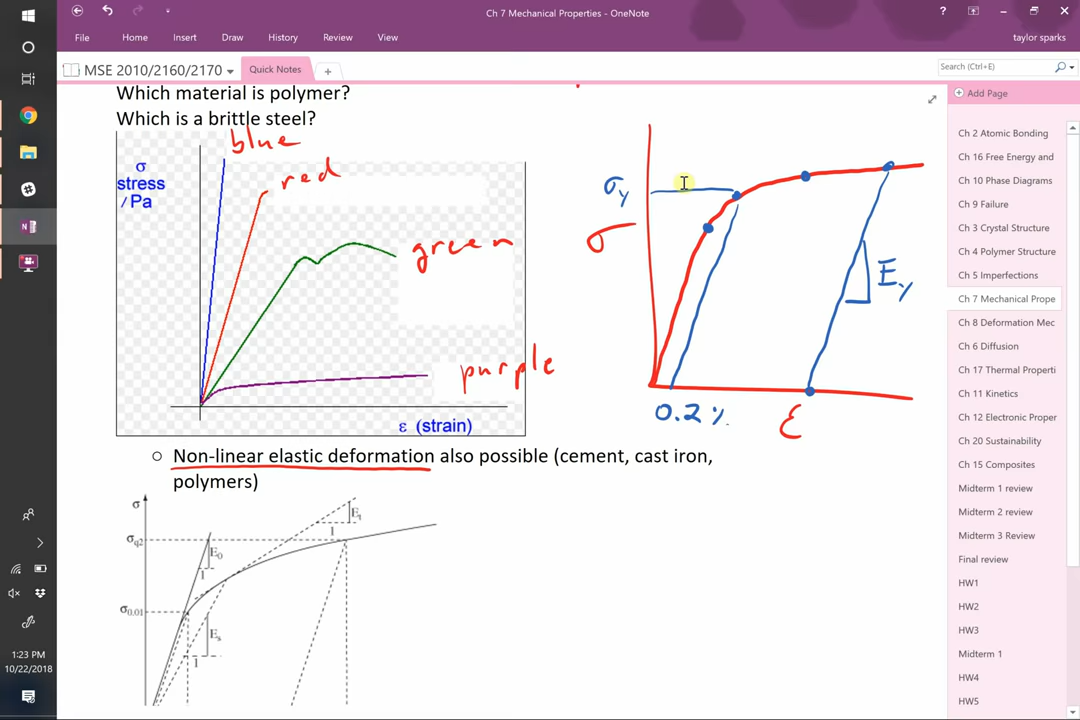 Ch 7 Mechanical Properties - OneNote
?
File
Home
Insert
Draw
History
Review
View
taylor sparks
MSE 2010/2160/2170
Quick Notes
+
Search (Ctrl+E)
Which material is polymer?
Which is a brittle steel?
blue
red
green
purple
σ
stress
/Pa
ε (strain)
σy
σ
Ey
0.2 %
ε
○ Non-linear elastic deformation also possible (cement, cast iron,
polymers)
σ
E₁
1
σq2
E0
1
σ0.01
Es
1
Add Page
Ch 2 Atomic Bonding
Ch 16 Free Energy and
Ch 10 Phase Diagrams
Ch 9 Failure
Ch 3 Crystal Structure
Ch 4 Polymer Structure
Ch 5 Imperfections
Ch 7 Mechanical Prope
Ch 8 Deformation Mec
Ch 6 Diffusion
Ch 17 Thermal Properti
Ch 11 Kinetics
Ch 12 Electronic Proper
Ch 20 Sustainability
Ch 15 Composites
Midterm 1 review
Midterm 2 review
Midterm 3 Review
Final review
HW1
HW2
HW3
Midterm 1
HW4
HW5
1:23 PM
10/22/2018